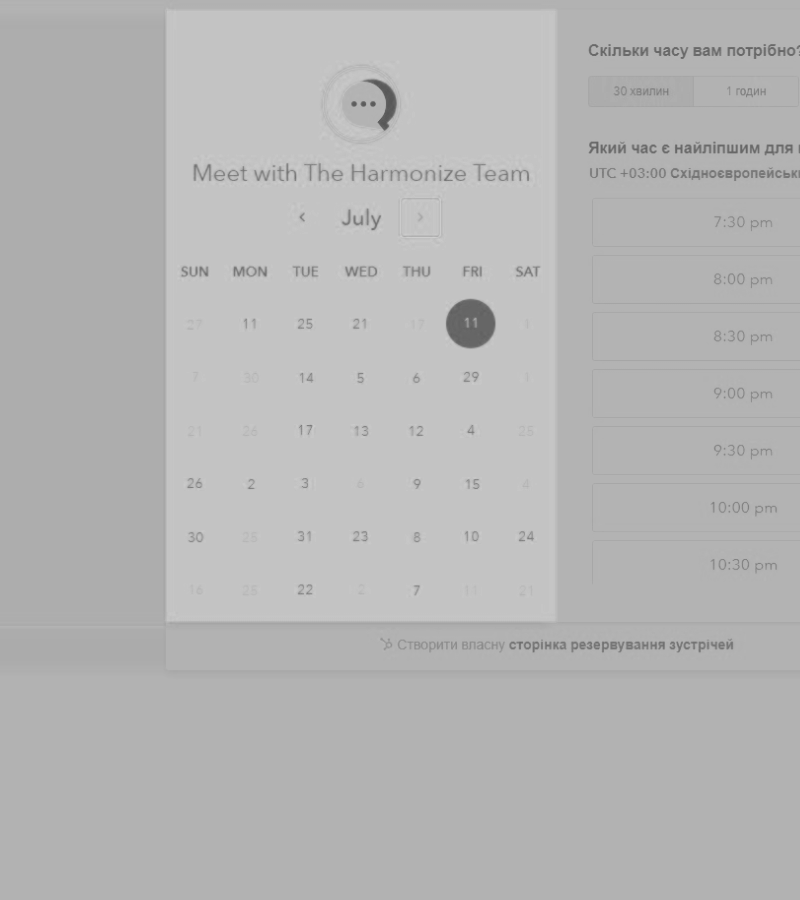 Meet with The Harmonize Team
July
SUN MON TUE WED THU FRI SAT
27 11 25 21 11 1
7 30 14 5 6 29 1
21 26 17 13 12 4 25
26 2 3 6 9 15 4
30 25 31 23 8 10 24
16 28 22 2 7 11 21
Скільки часу вам потрібно?
30 хвилин 1 годин
Який час є найліпшим для
UTC +03:00 Східноєвропейськ
7:30 pm
8:00 pm
8:30 pm
9:00 pm
9:30 pm
10:00 pm
10:30 pm
Створити власну сторінка резервування зустрічей